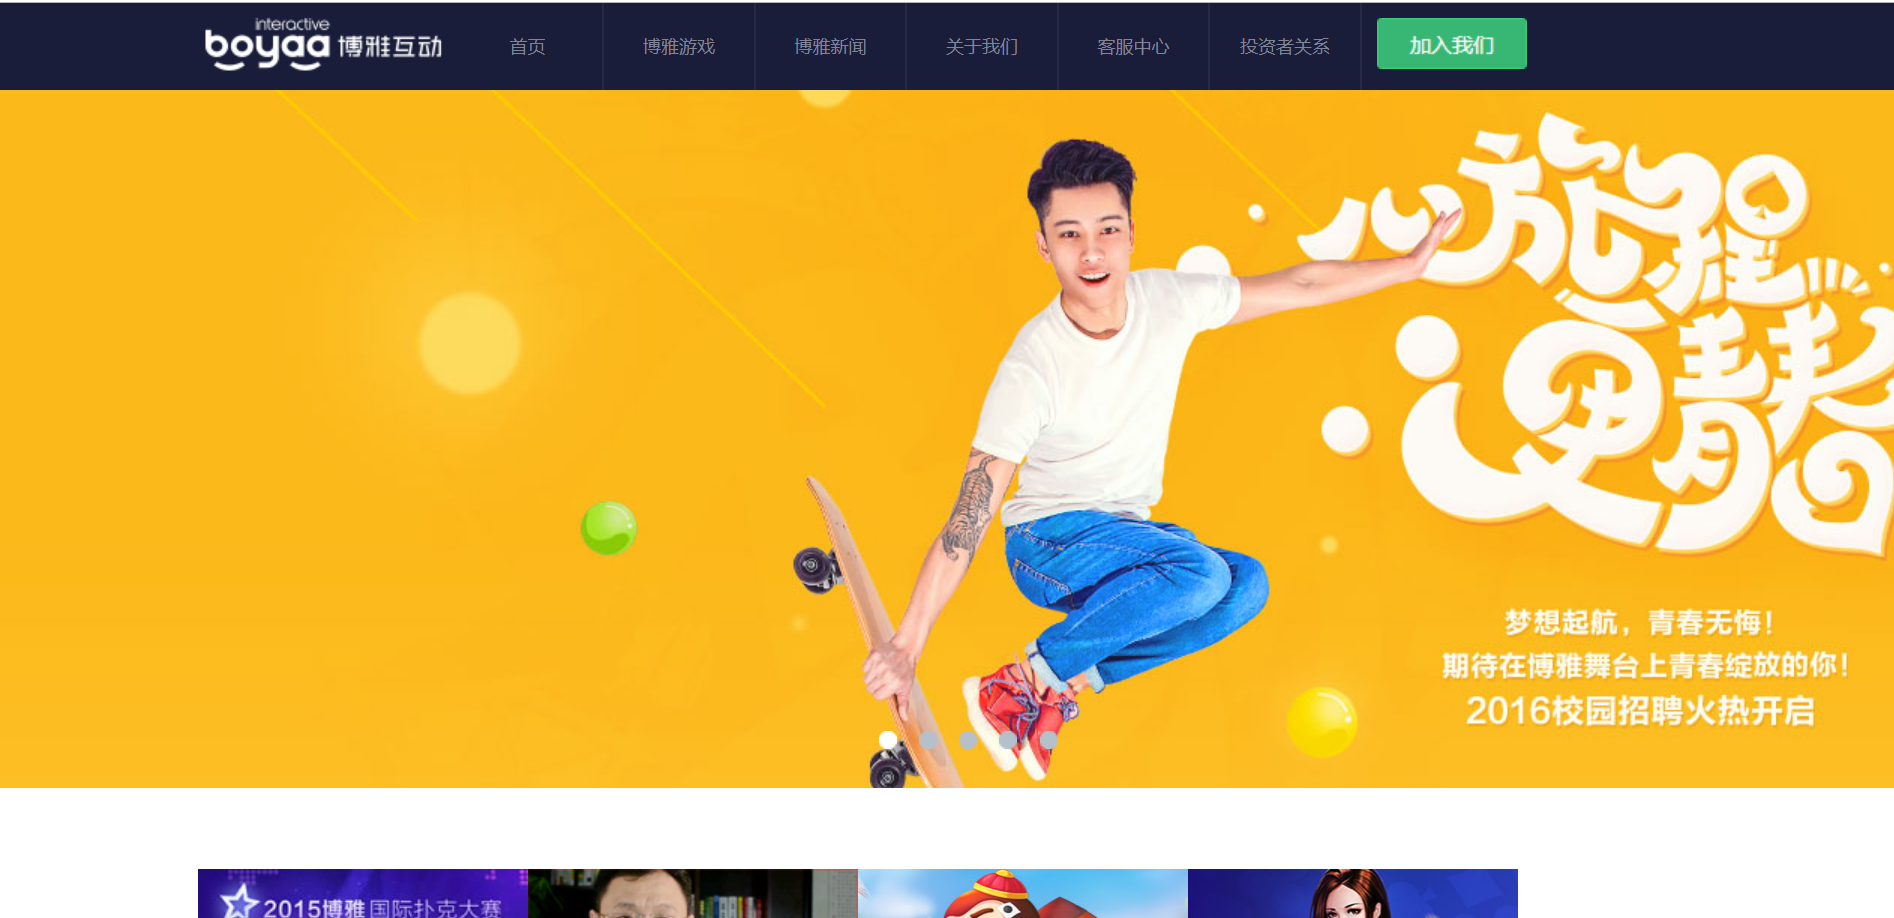 interactive
boyaa 博雅互动
首页
博雅游戏
博雅新闻
关于我们
客服中心
投资者关系
加入我们
心旅程
逻青春
梦想起航，青春无悔！
期待在博雅舞台上青春绽放的你！
2016校园招聘火热开启
2015博雅国际扑克大赛